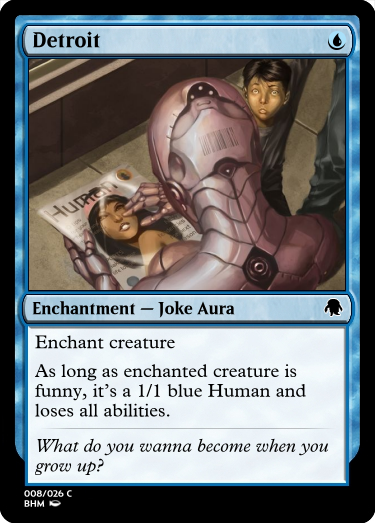 Detroit
Human
Enchantment — Joke Aura
Enchant creature
As long as enchanted creature is
funny, it's a 1/1 blue Human and
loses all abilities.
What do you wanna become when you
grow up?
008/026 C
BHM